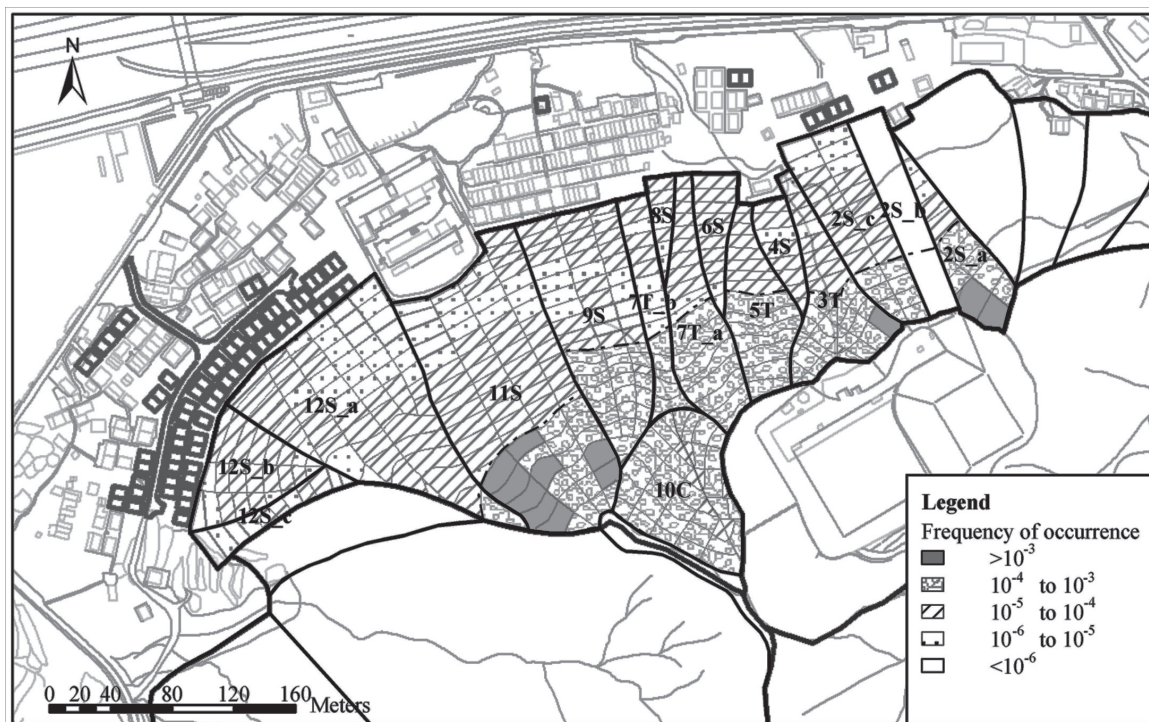 N
8S
6S
4S
2S_c
2S_b
2S_a
9S
7T_b
7T_a
5T
3T
11S
12S_a
10C
12S_b
12S_c
Legend
Frequency of occurrence
>10⁻³
10⁻⁴ to 10⁻³
10⁻⁵ to 10⁻⁴
10⁻⁶ to 10⁻⁵
<10⁻⁶
0 20 40 80 120 160 Meters